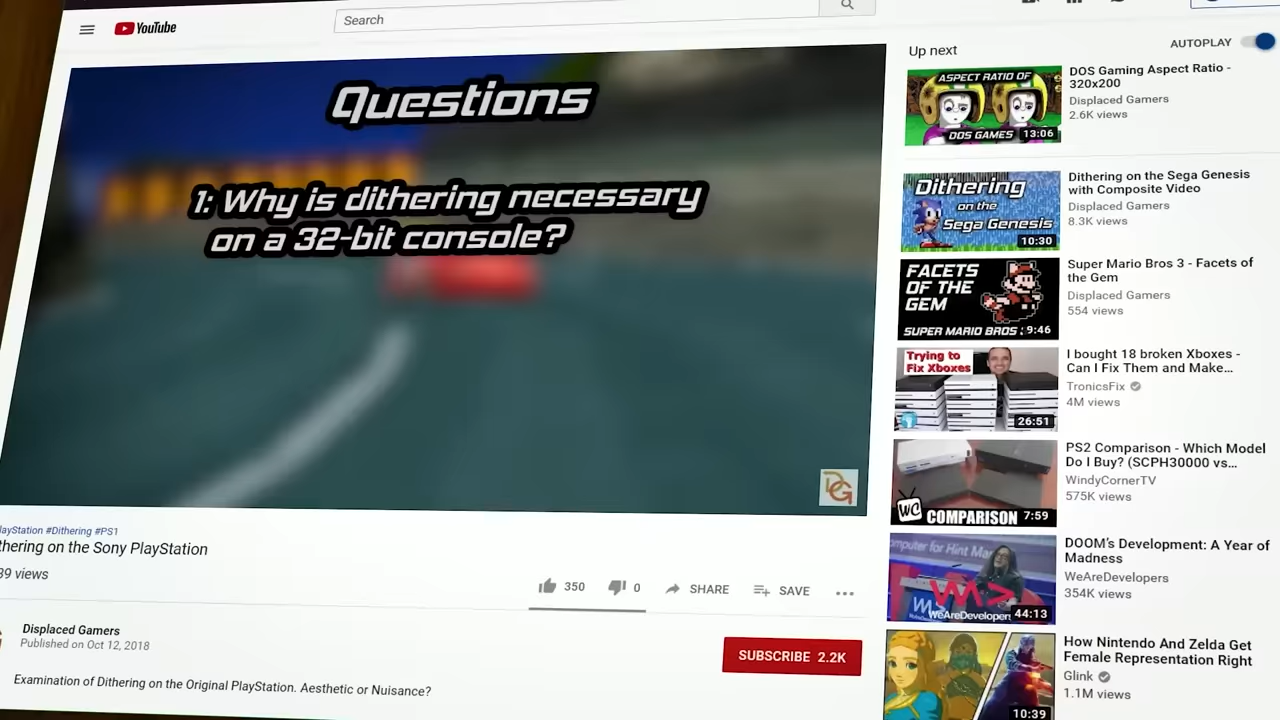 YouTube
Search
Questions
1: Why is dithering necessary
on a 32-bit console?
DG
#Dithering #PS1
on the Sony PlayStation
views
350
0
SHARE
SAVE
Displaced Gamers
Published on Oct 12, 2018
SUBSCRIBE 2.2K
Examination of Dithering on the Original PlayStation. Aesthetic or Nuisance?
Up next
AUTOPLAY
ASPECT RATIO OF
DOS GAMES
13:06
DOS Gaming Aspect Ratio -
320x200
Displaced Gamers
2.6K views
Dithering
on the
Sega Genesis
10:30
Dithering on the Sega Genesis
with Composite Video
Displaced Gamers
8.3K views
FACETS
OF THE
GEM
SUPER MARIO BROS
9:46
Super Mario Bros 3 - Facets of
the Gem
Displaced Gamers
554 views
Trying to
Fix Xboxes
26:51
I bought 18 broken Xboxes -
Can I Fix Them and Make...
TronicsFix
4M views
WC
COMPARISON
7:59
PS2 Comparison - Which Model
Do I Buy? (SCPH30000 vs...
WindyCornerTV
575K views
mputer for Hint
WeAreDevelopers
44:13
DOOM's Development: A Year of
Madness
WeAreDevelopers
354K views
10:39
How Nintendo And Zelda Get
Female Representation Right
Glink
1.1M views